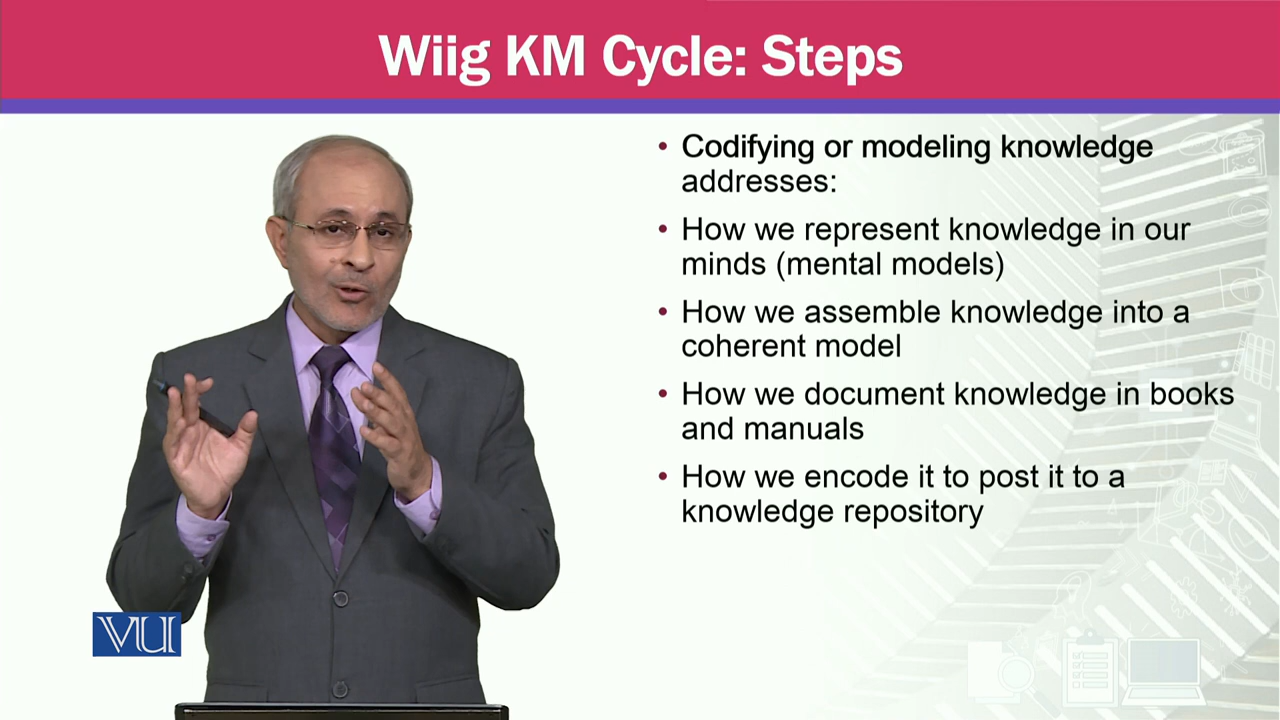 Wiig KM Cycle: Steps
• Codifying or modeling knowledge
addresses:
• How we represent knowledge in our
minds (mental models)
• How we assemble knowledge into a
coherent model
• How we document knowledge in books
and manuals
• How we encode it to post it to a
knowledge repository
VU